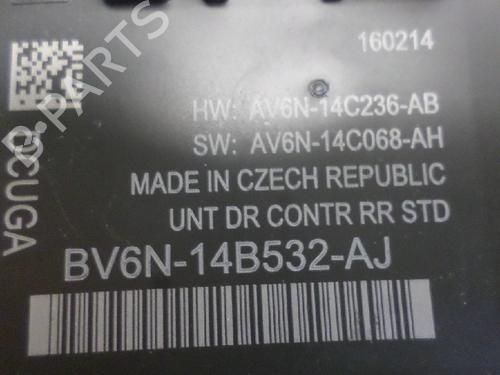 160214
HW: AV6N-14C236-AB
SW: AV6N-14C068-AH
MADE IN CZECH REPUBLIC
UNT DR CONTR RR STD
BV6N-14B532-AJ
B-PARTS